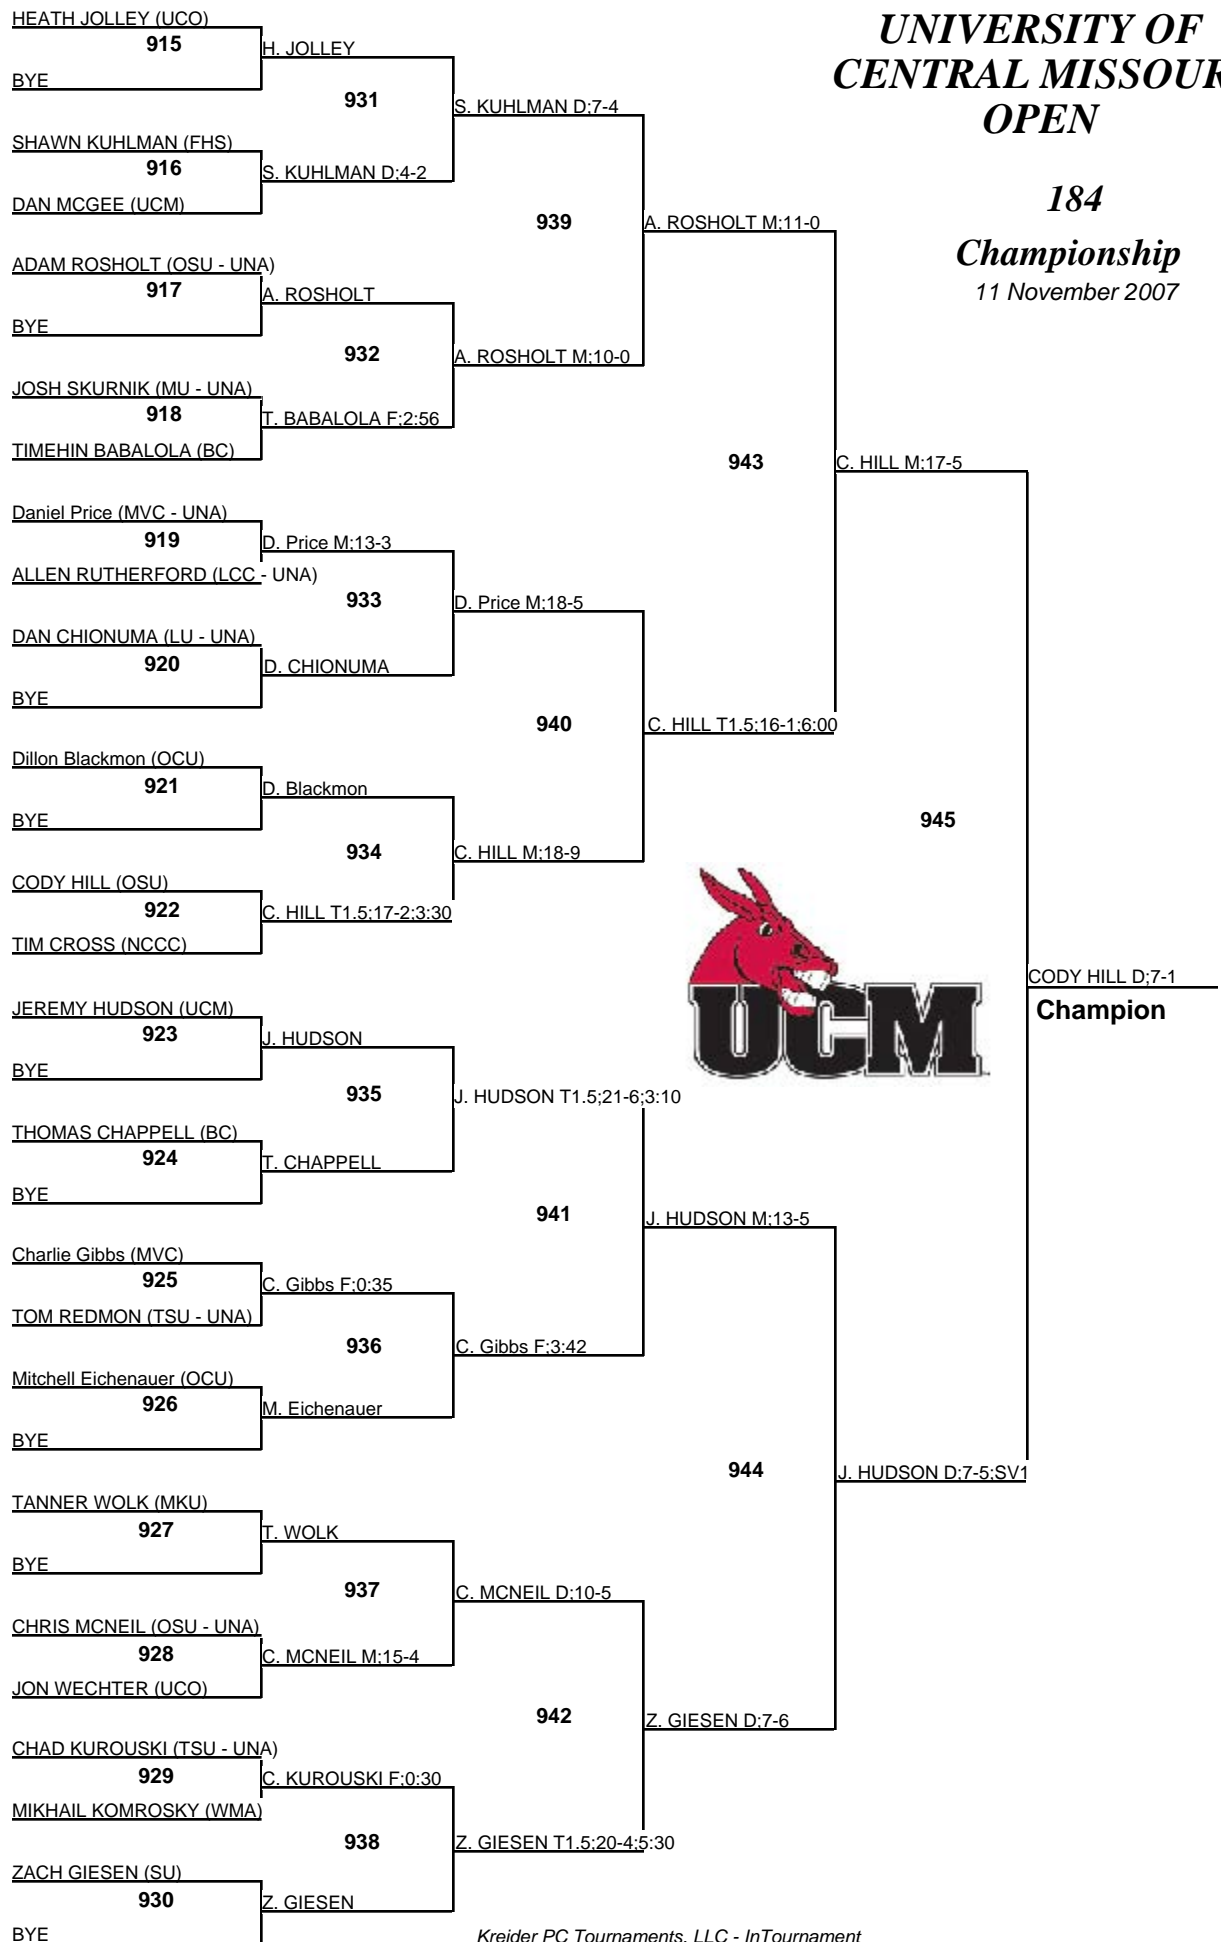 UNIVERSITY OF
CENTRAL MISSOUR
OPEN
184
Championship
11 November 2007
HEATH JOLLEY (UCO)
915
H. JOLLEY
BYE
931
S. KUHLMAN D;7-4
SHAWN KUHLMAN (FHS)
916
S. KUHLMAN D;4-2
DAN MCGEE (UCM)
939
A. ROSHOLT M;11-0
ADAM ROSHOLT (OSU - UNA)
917
A. ROSHOLT
BYE
932
A. ROSHOLT M;10-0
JOSH SKURNIK (MU - UNA)
918
T. BABALOLA F;2:56
TIMEHIN BABALOLA (BC)
943
C. HILL M;17-5
Daniel Price (MVC - UNA)
919
D. Price M;13-3
ALLEN RUTHERFORD (LCC - UNA)
933
D. Price M;18-5
DAN CHIONUMA (LU - UNA)
920
D. CHIONUMA
BYE
940
C. HILL T1.5;16-1;6:00
Dillon Blackmon (OCU)
921
D. Blackmon
BYE
934
C. HILL M;18-9
CODY HILL (OSU)
922
C. HILL T1.5;17-2;3:30
TIM CROSS (NCCC)
945
CODY HILL D;7-1
Champion
UCM
JEREMY HUDSON (UCM)
923
J. HUDSON
BYE
935
J. HUDSON T1.5;21-6;3:10
THOMAS CHAPPELL (BC)
924
T. CHAPPELL
BYE
941
J. HUDSON M;13-5
Charlie Gibbs (MVC)
925
C. Gibbs F;0:35
TOM REDMON (TSU - UNA)
936
C. Gibbs F;3:42
Mitchell Eichenauer (OCU)
926
M. Eichenauer
BYE
944
J. HUDSON D;7-5;SV1
TANNER WOLK (MKU)
927
T. WOLK
BYE
937
C. MCNEIL D;10-5
CHRIS MCNEIL (OSU - UNA)
928
C. MCNEIL M;15-4
JON WECHTER (UCO)
942
Z. GIESEN D;7-6
CHAD KUROUSKI (TSU - UNA)
929
C. KUROUSKI F;0:30
MIKHAIL KOMROSKY (WMA)
938
Z. GIESEN T1.5;20-4;5:30
ZACH GIESEN (SU)
930
Z. GIESEN
BYE
Kreider PC Tournaments, LLC - InTournament